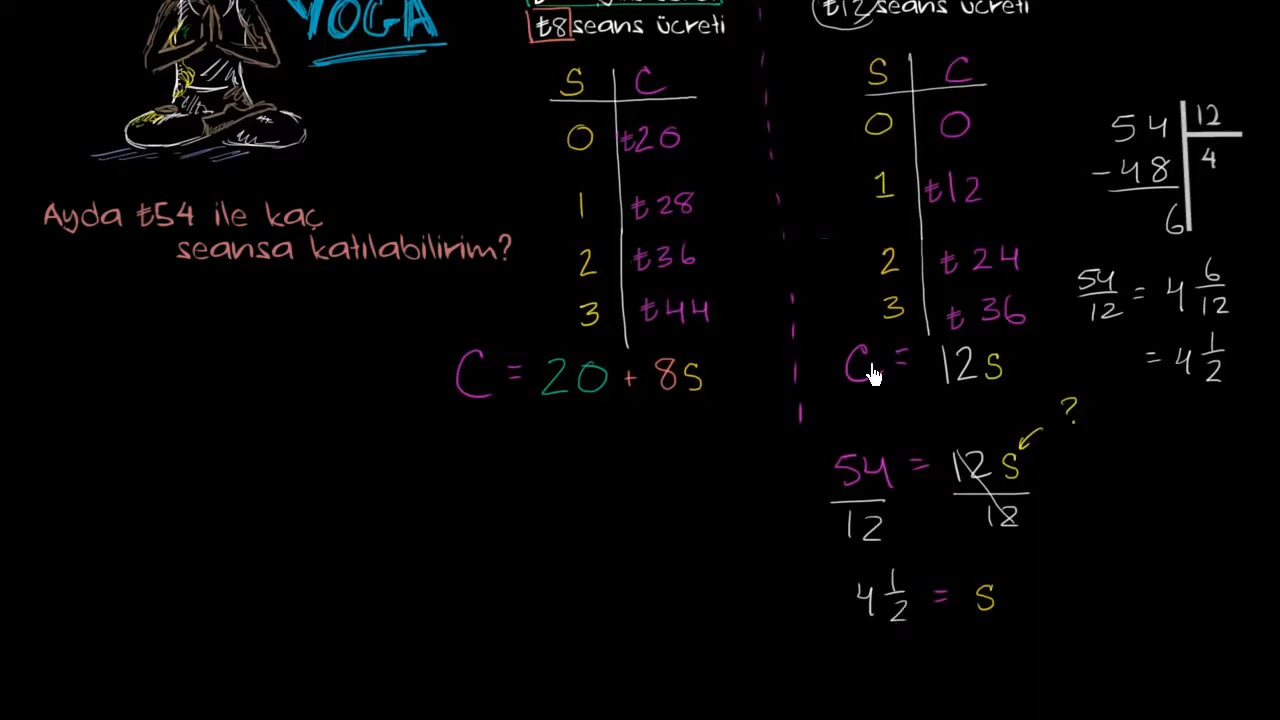 YOGA
₺8 seans ücreti
S C
0 ₺20
1 ₺28
2 ₺36
3 ₺44
C = 20 + 8S
₺12 seans ücreti
S C
0 0
1 ₺12
2 ₺24
3 ₺36
C = 12S
54 = 12 S ?
12 12
4 1/2 = S
54 12
-48 4
6
54/12 = 4 6/12
= 4 1/2
Ayda ₺54 ile kaç
seansa katılabilirim?